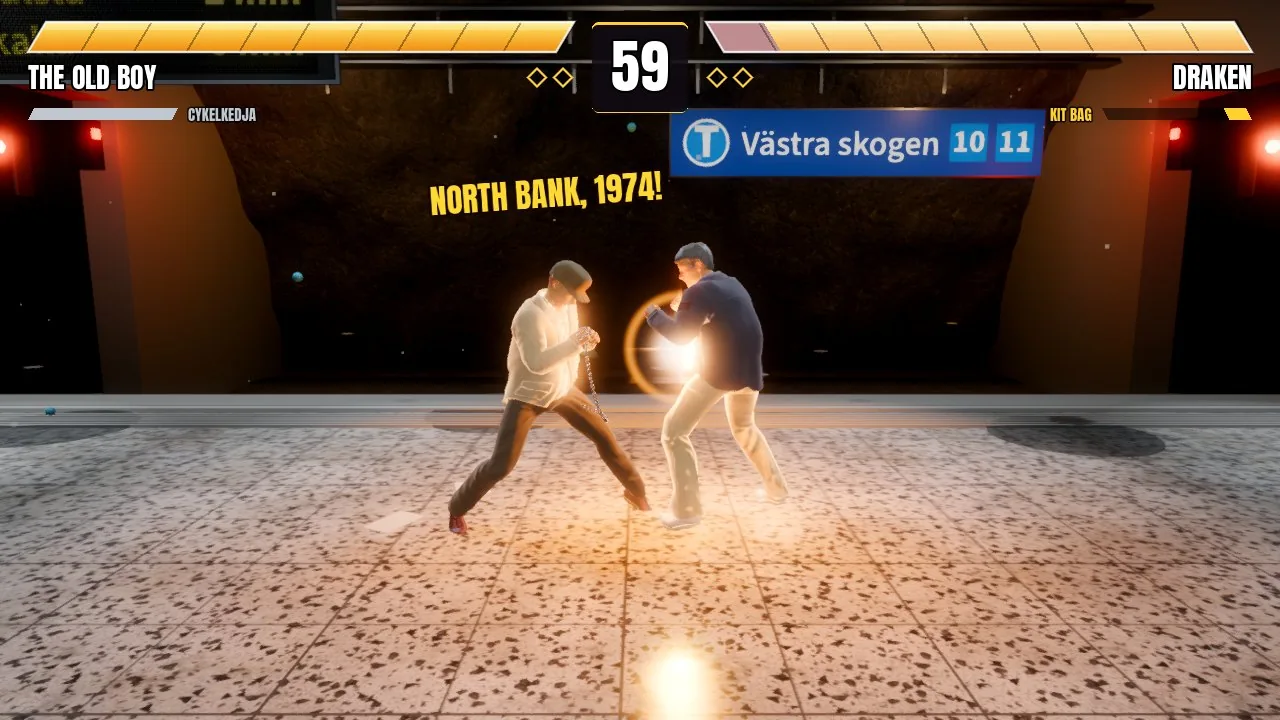 59
THE OLD BOY
DRAKEN
CYKELKEDJA
KIT BAG
T Västra skogen 10 11
NORTH BANK, 1974!